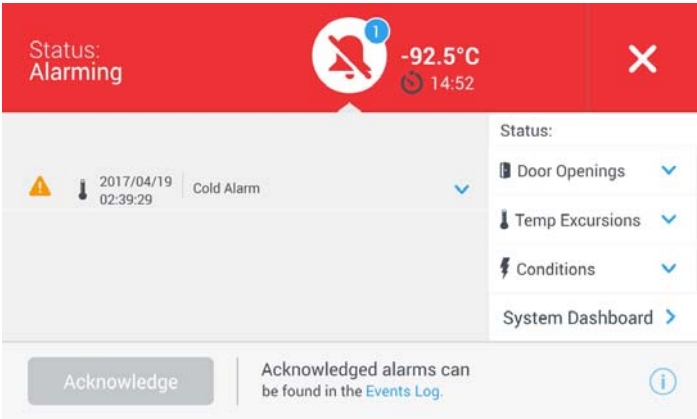 Status:
Alarming
1
-92.5°C
14:52
2017/04/19
02:39:29
Cold Alarm
Status:
Door Openings
Temp Excursions
Conditions
System Dashboard
Acknowledge
Acknowledged alarms can
be found in the Events Log.